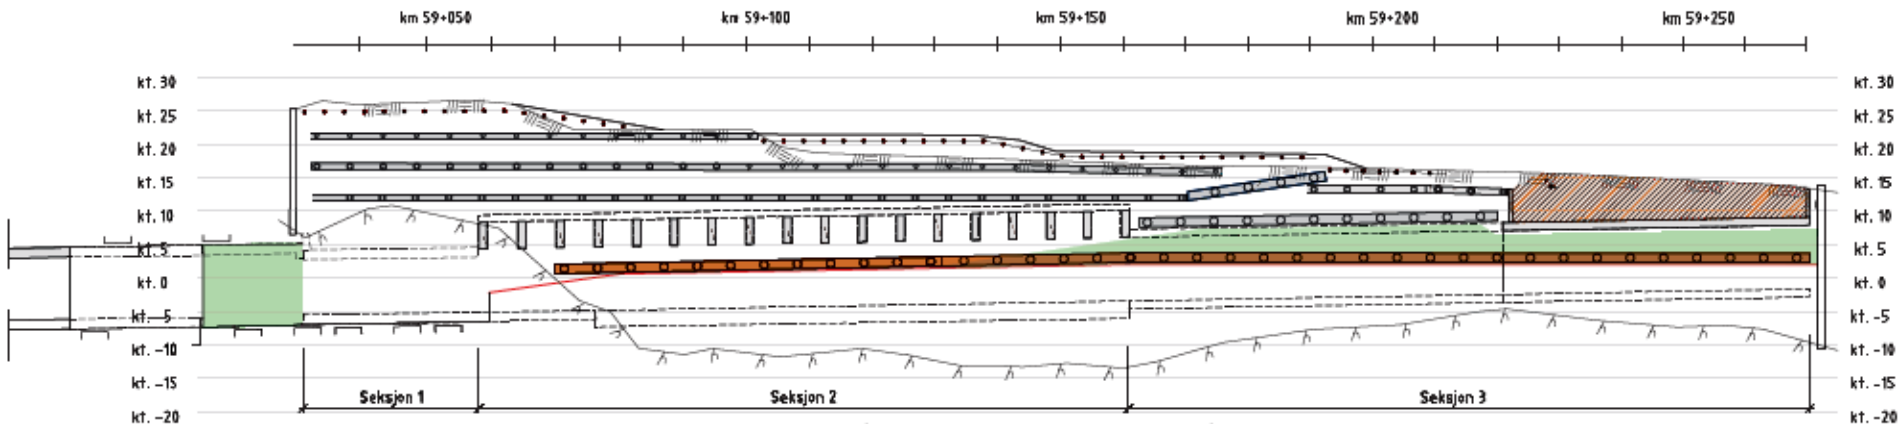 km 59+050 km 59+100 km 59+150 km 59+200 km 59+250
kt. 30 kt. 30
kt. 25 kt. 25
kt. 20 kt. 20
kt. 15 kt. 15
kt. 10 kt. 10
kt. 5 kt. 5
kt. 0 kt. 0
kt. -5 kt. -5
kt. -10 kt. -10
kt. -15 kt. -15
Seksjon 1 Seksjon 2 Seksjon 3
kt. -20 kt. -20